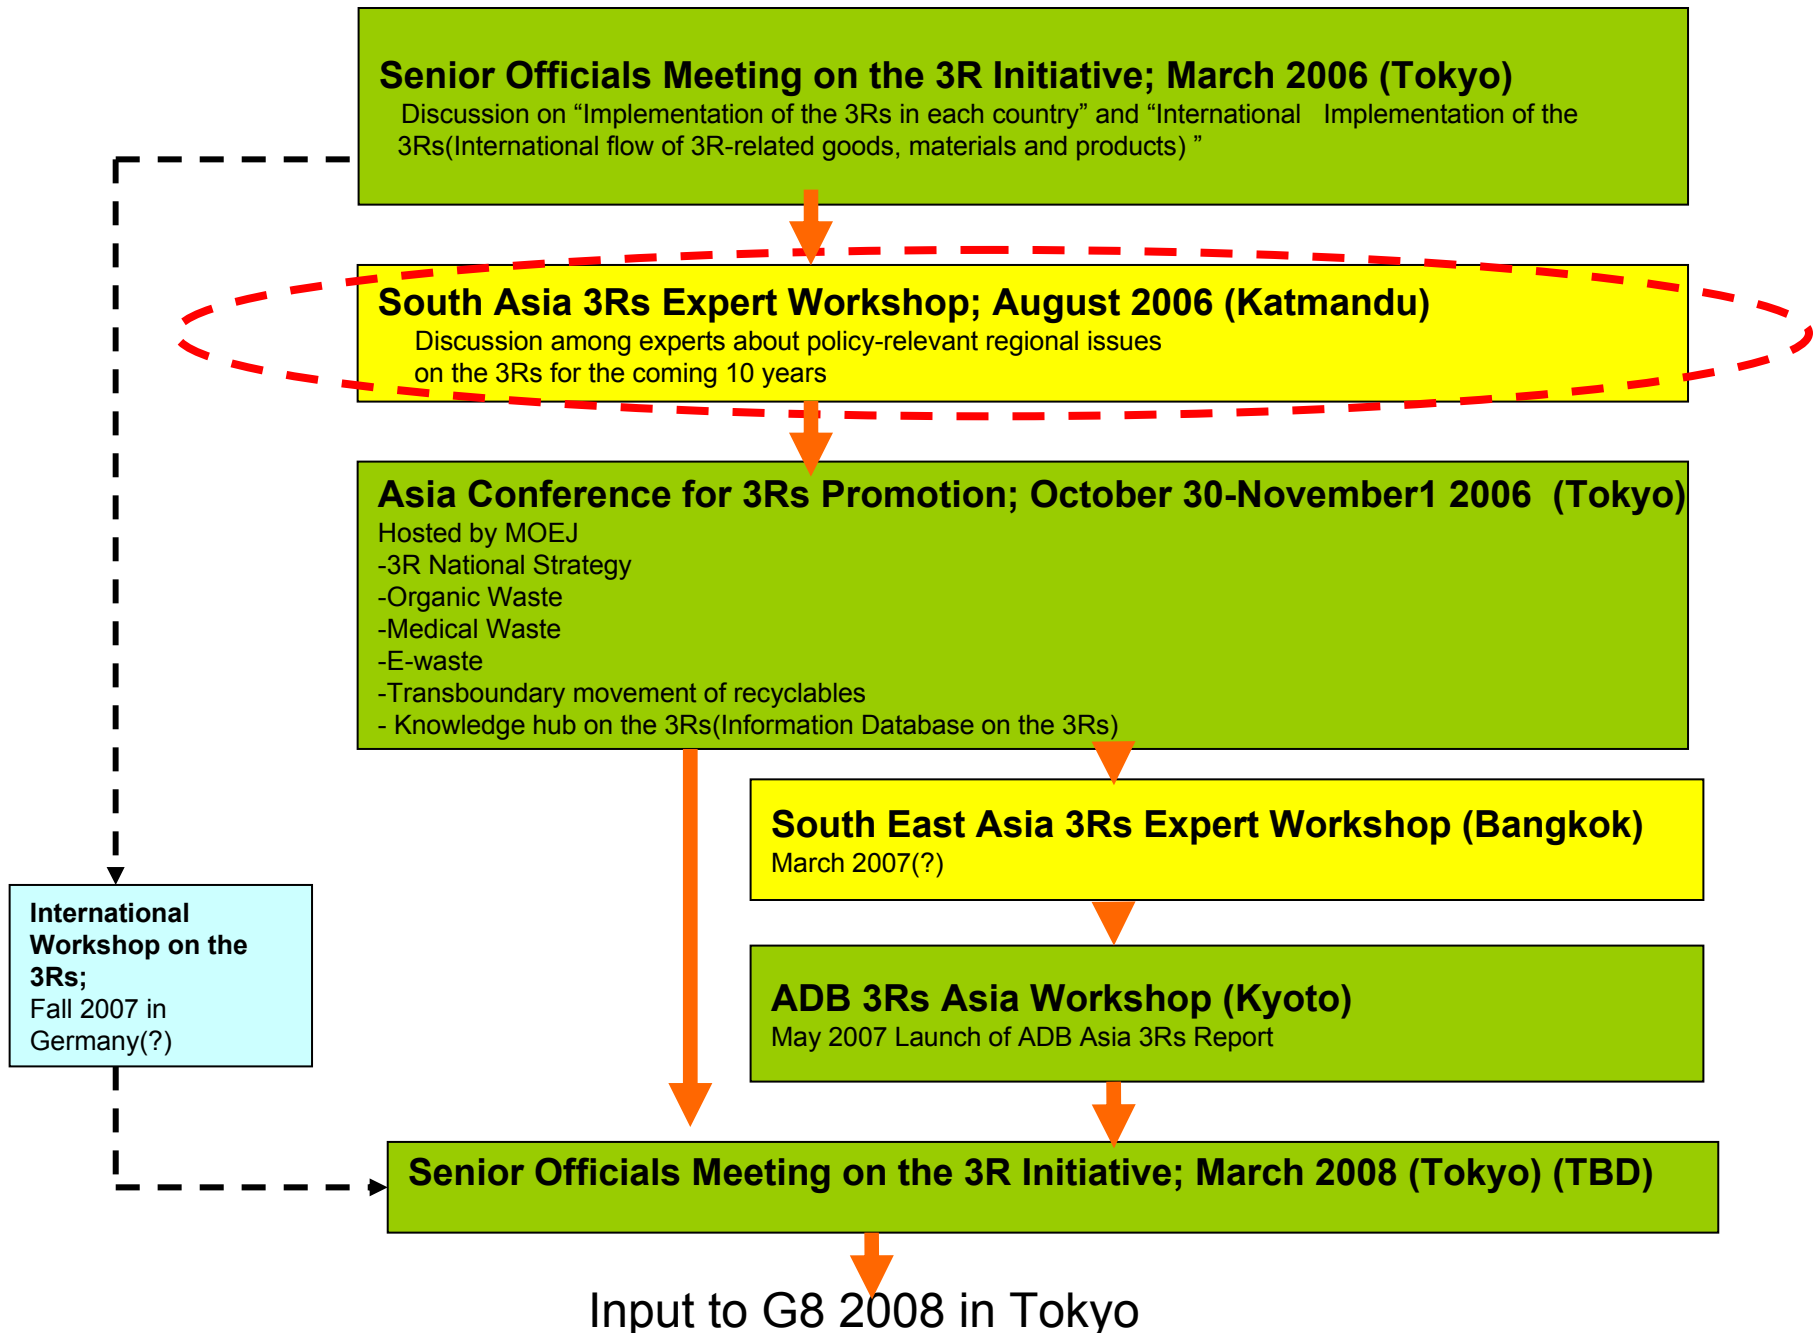 Senior Officials Meeting on the 3R Initiative; March 2006 (Tokyo)
Discussion on “Implementation of the 3Rs in each country” and “International Implementation of the
3Rs(International flow of 3R-related goods, materials and products) ”
South Asia 3Rs Expert Workshop; August 2006 (Katmandu)
Discussion among experts about policy-relevant regional issues
on the 3Rs for the coming 10 years
Asia Conference for 3Rs Promotion; October 30-November1 2006 (Tokyo)
Hosted by MOEJ
-3R National Strategy
-Organic Waste
-Medical Waste
-E-waste
-Transboundary movement of recyclables
- Knowledge hub on the 3Rs(Information Database on the 3Rs)
South East Asia 3Rs Expert Workshop (Bangkok)
March 2007(?)
International
Workshop on the
3Rs;
Fall 2007 in
Germany(?)
ADB 3Rs Asia Workshop (Kyoto)
May 2007 Launch of ADB Asia 3Rs Report
Senior Officials Meeting on the 3R Initiative; March 2008 (Tokyo) (TBD)
Input to G8 2008 in Tokyo